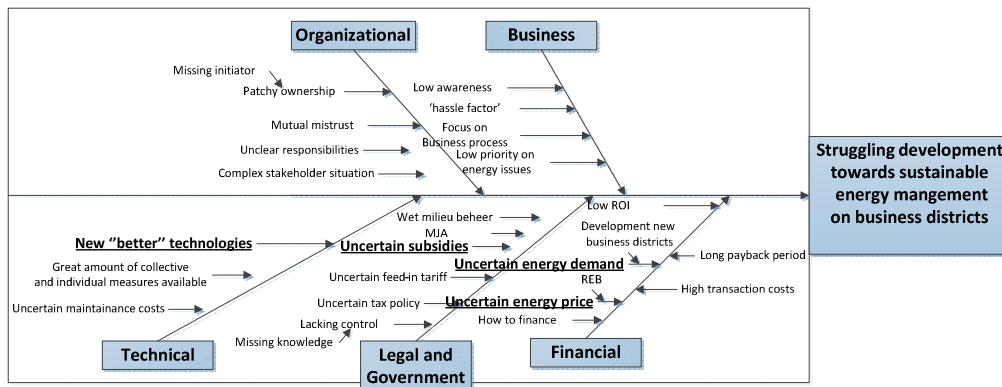 Organizational
Business
Missing initiator
Patchy ownership
Mutual mistrust
Unclear responsibilities
Complex stakeholder situation
Low awareness
‘hassle factor’
Focus on
Business process
Low priority on
energy issues
Struggling development
towards sustainable
energy mangement
on business districts
New “better” technologies
Great amount of collective
and individual measures available
Uncertain maintainance costs
Technical
Wet milieu beheer
MJA
Uncertain subsidies
Uncertain feed-in tariff
Uncertain tax policy
Lacking control
Missing knowledge
Legal and
Government
Low ROI
Development new
business districts
Uncertain energy demand
REB
Uncertain energy price
How to finance
Long payback period
High transaction costs
Financial